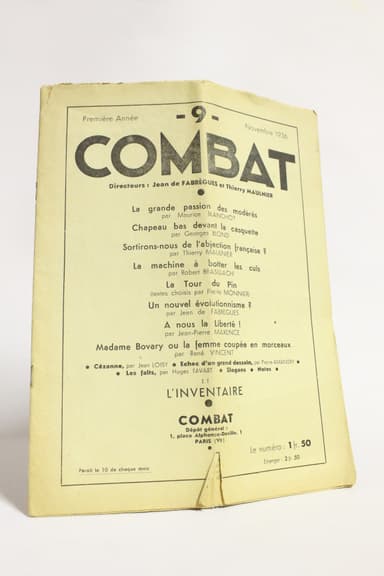 - 9 -
Première Année
Novembre 1936
COMBAT
Directeurs : Jean de FABRÈGUES et Thierry MAULNIER
La grande passion des modérés
par Maurice BLANCHOT
Chapeau bas devant la casquette
par Georges BLOND
Sortirons-nous de l'abjection française ?
par Thierry MAULNIER
La machine à botter les culs
par Robert BRASILLACH
La Tour du Pin
(textes choisis par Pierre MONNIER)
Un nouvel évolutionnisme ?
par Jean de FABRÈGUES
A nous la Liberté !
par Jean-Pierre MAXENCE
Madame Bovary ou la femme coupée en morceaux
par René VINCENT
• Cézanne, par Jean LOISY • Echec d'un grand dessein, par Pierre
• Les faits, par Huges • Slogans • Notes •
ET
L'INVENTAIRE
COMBAT
Dépôt général :
1, place Alphonse-Deville, 1
PARIS (VI)
Le numéro : 1 fr. 50
Etranger : 2 fr. 50
Paraît le 10 de chaque mois